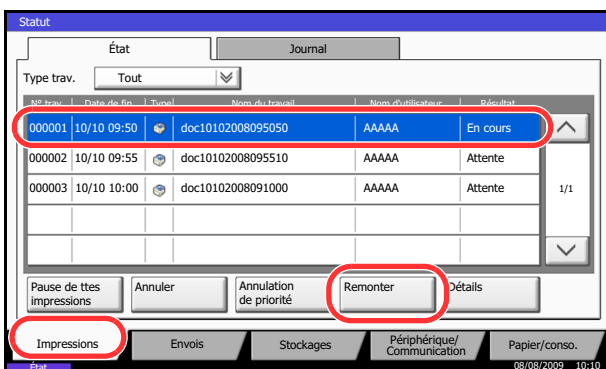 Statut
État Journal
Type trav. Tout
N° trav. Date de fin Type Nom du travail Nom d'utilisateur Résultat
000001 10/10 09:50 doc10102008095050 AAAAA En cours
000002 10/10 09:55 doc10102008095510 AAAAA Attente
000003 10/10 10:00 doc10102008091000 AAAAA Attente
1/1
Pause de ttes impressions Annuler Annulation de priorité Remonter Détails
Impressions Envois Stockages Périphérique/ Communication Papier/conso.
État 08/08/2009 10:10